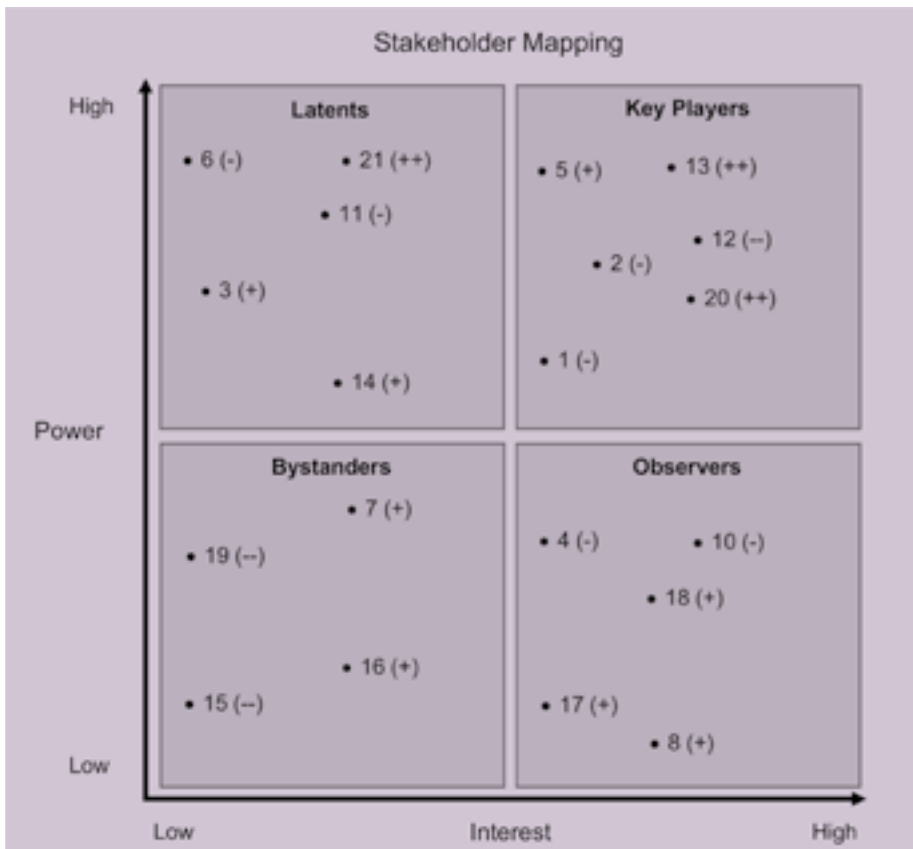 Stakeholder Mapping
High
Latents
6 (-)
21 (++)
11 (-)
3 (+)
14 (+)
Key Players
5 (+)
13 (++)
12 (--)
2 (-)
20 (++)
1 (-)
Power
Bystanders
7 (+)
19 (--)
16 (+)
15 (--)
Observers
4 (-)
10 (-)
18 (+)
17 (+)
8 (+)
Low
Low
Interest
High